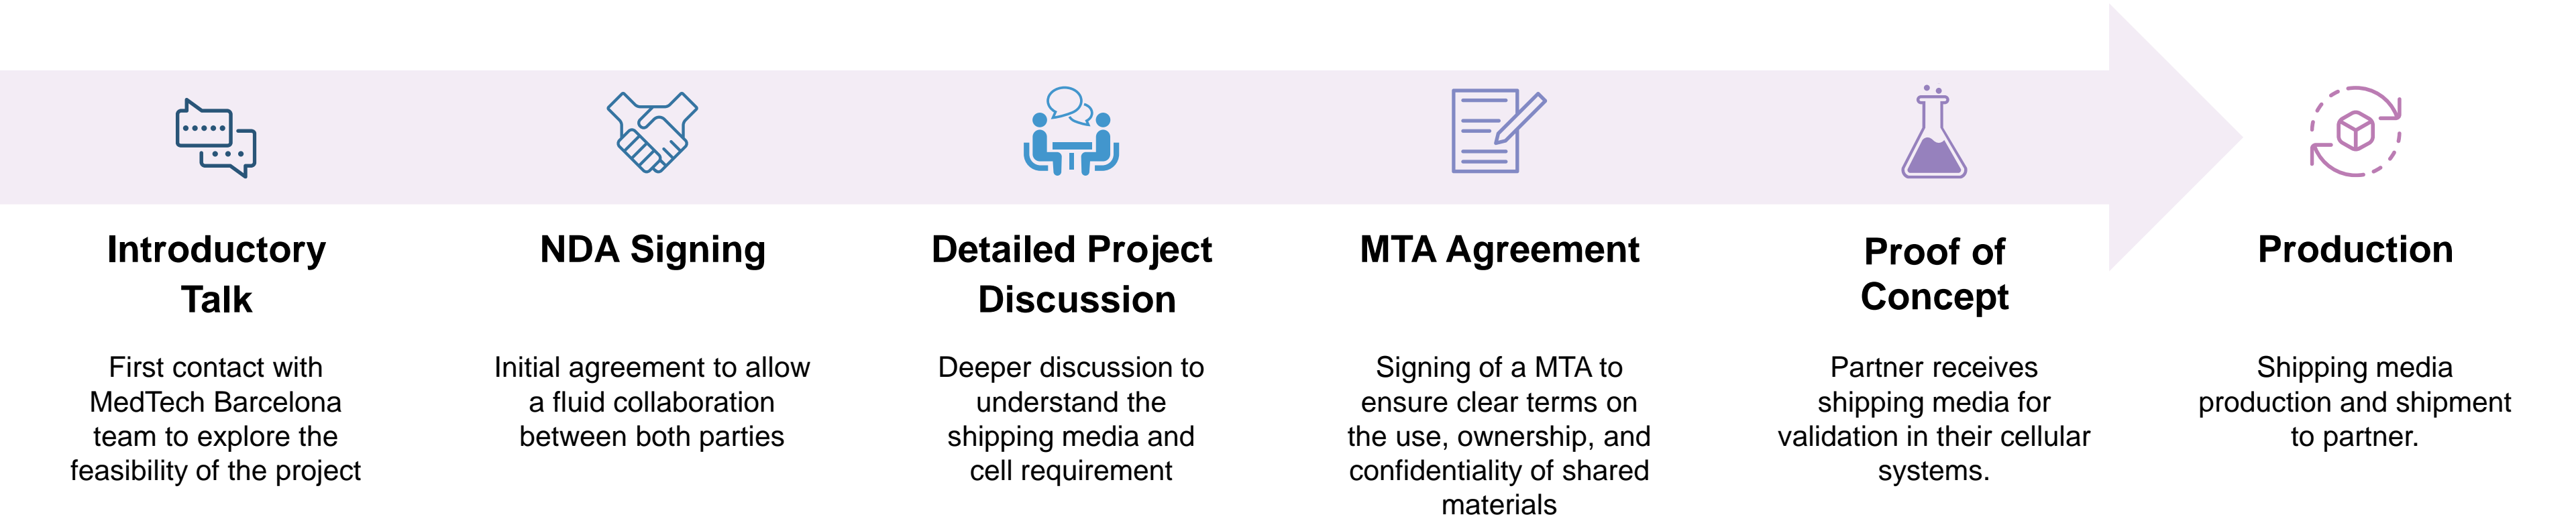 Introductory
Talk
First contact with
MedTech Barcelona
team to explore the
feasibility of the project
NDA Signing
Initial agreement to allow
a fluid collaboration
between both parties
Detailed Project
Discussion
Deeper discussion to
understand the
shipping media and
cell requirement
MTA Agreement
Signing of a MTA to
ensure clear terms on
the use, ownership, and
confidentiality of shared
materials
Proof of
Concept
Partner receives
shipping media for
validation in their cellular
systems.
Production
Shipping media
production and shipment
to partner.